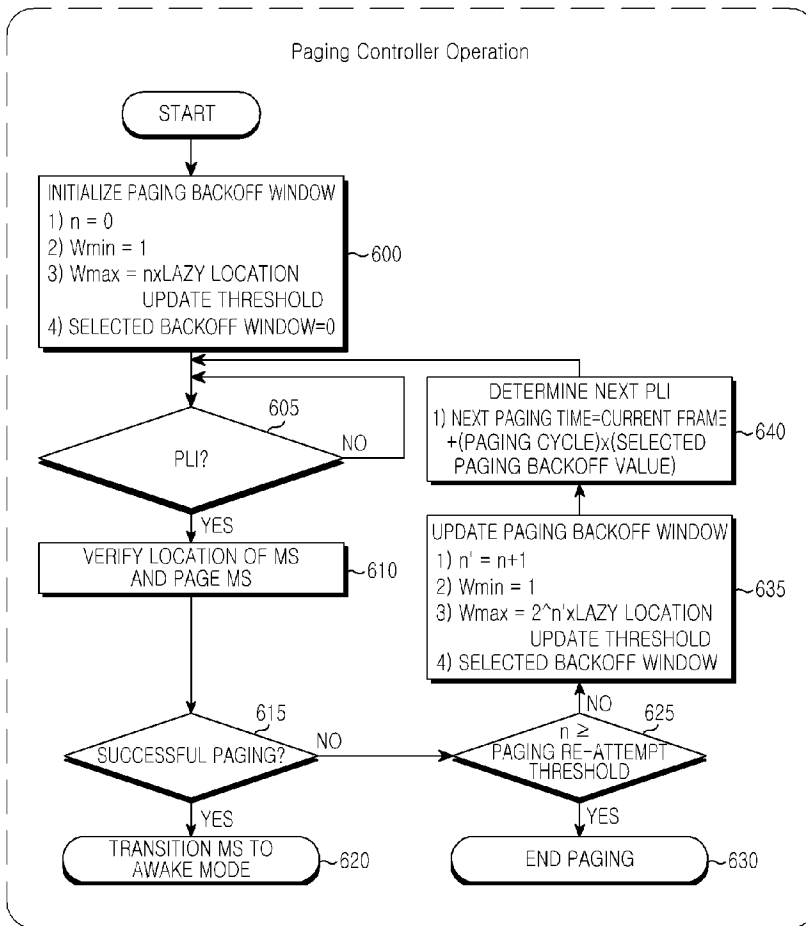 Paging Controller Operation
START
INITIALIZE PAGING BACKOFF WINDOW
1) n = 0
2) Wmin = 1
3) Wmax = nxLAZY LOCATION
UPDATE THRESHOLD
4) SELECTED BACKOFF WINDOW=0
600
605
PLI?
NO
YES
VERIFY LOCATION OF MS
AND PAGE MS
610
615
SUCCESSFUL PAGING?
NO
YES
TRANSITION MS TO
AWAKE MODE
620
625
n ≥
PAGING RE-ATTEMPT
THRESHOLD
NO
YES
END PAGING
630
UPDATE PAGING BACKOFF WINDOW
1) n' = n+1
2) Wmin = 1
3) Wmax = 2^n'xLAZY LOCATION
UPDATE THRESHOLD
4) SELECTED BACKOFF WINDOW
635
DETERMINE NEXT PLI
1) NEXT PAGING TIME=CURRENT FRAME
+(PAGING CYCLE)x(SELECTED
PAGING BACKOFF VALUE)
640